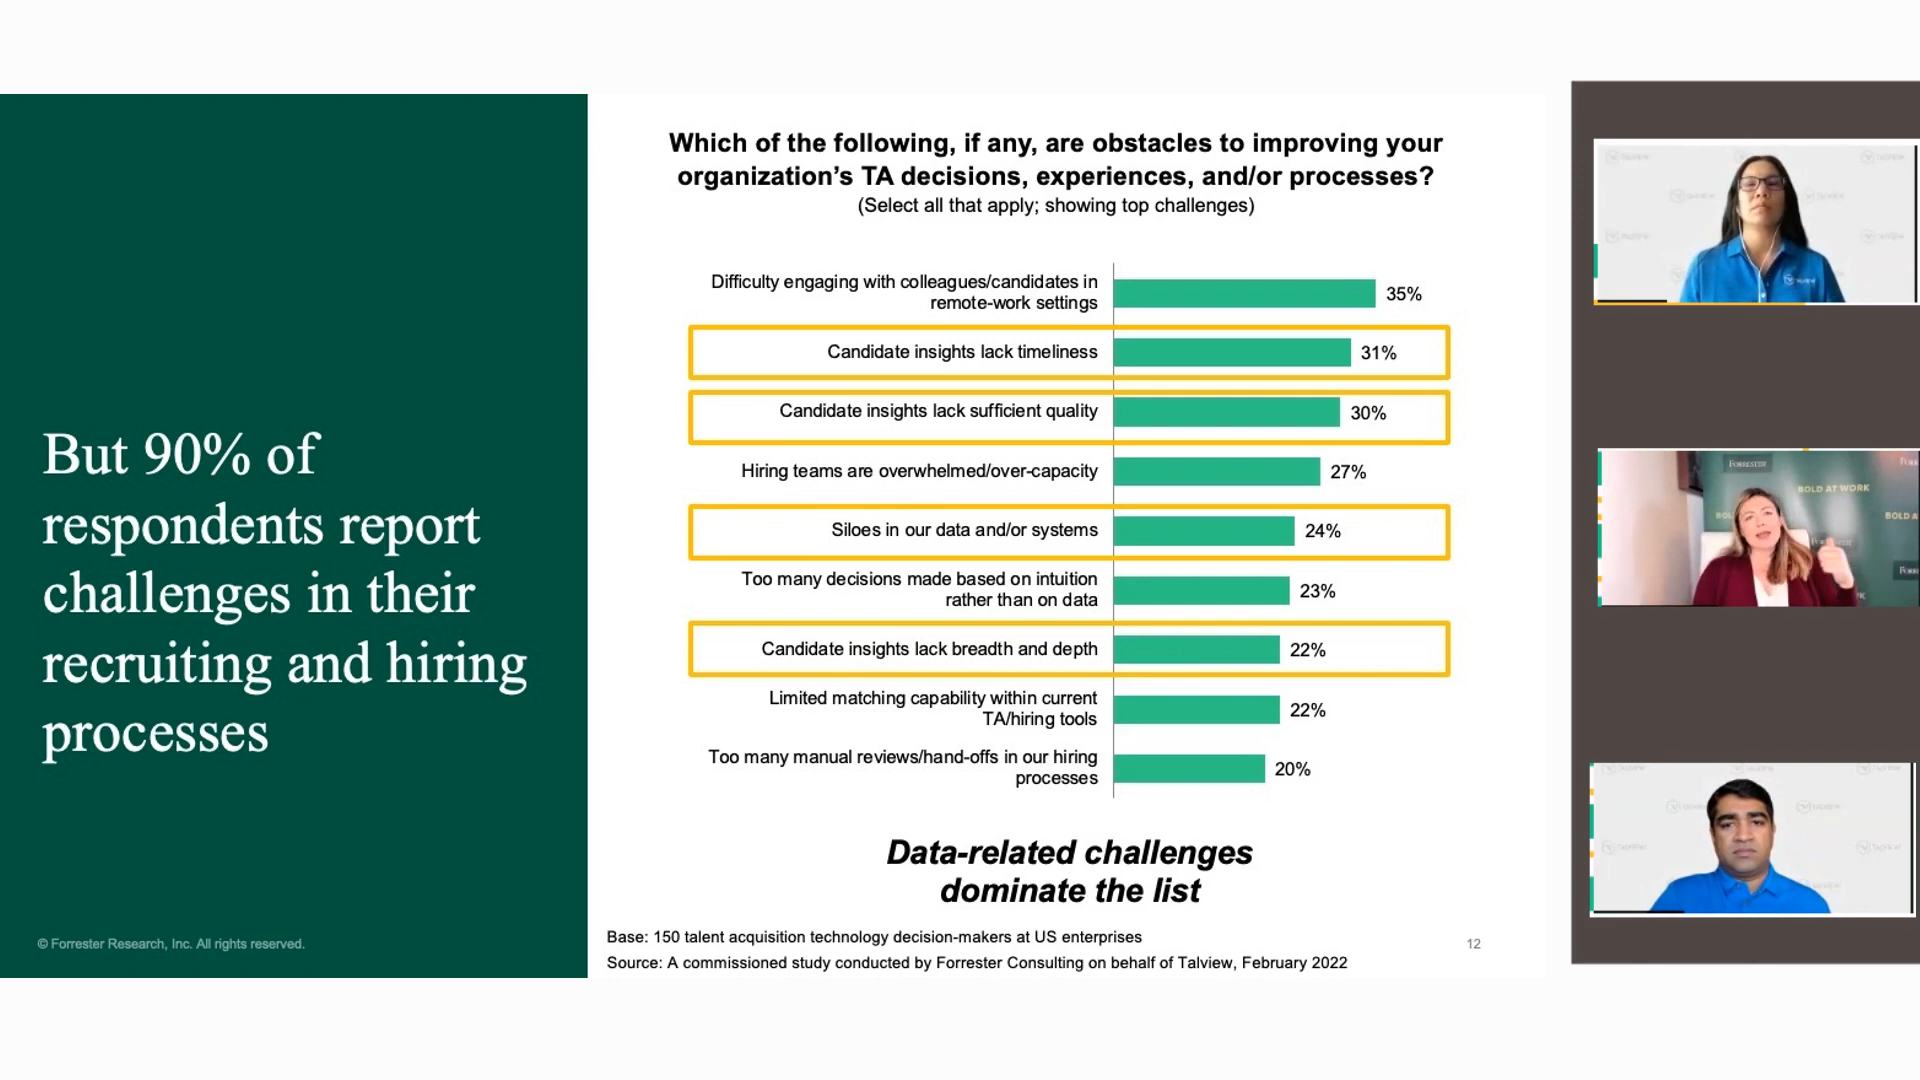 But 90% of
respondents report
challenges in their
recruiting and hiring
processes
© Forrester Research, Inc. All rights reserved.
Which of the following, if any, are obstacles to improving your
organization’s TA decisions, experiences, and/or processes?
(Select all that apply; showing top challenges)
Difficulty engaging with colleagues/candidates in
remote-work settings
35%
Candidate insights lack timeliness
31%
Candidate insights lack sufficient quality
30%
Hiring teams are overwhelmed/over-capacity
27%
Siloes in our data and/or systems
24%
Too many decisions made based on intuition
rather than on data
23%
Candidate insights lack breadth and depth
22%
Limited matching capability within current
TA/hiring tools
22%
Too many manual reviews/hand-offs in our hiring
processes
20%
Data-related challenges
dominate the list
Base: 150 talent acquisition technology decision-makers at US enterprises
Source: A commissioned study conducted by Forrester Consulting on behalf of Talview, February 2022
12
FORRESTER
BOLD AT WORK
BOLD A